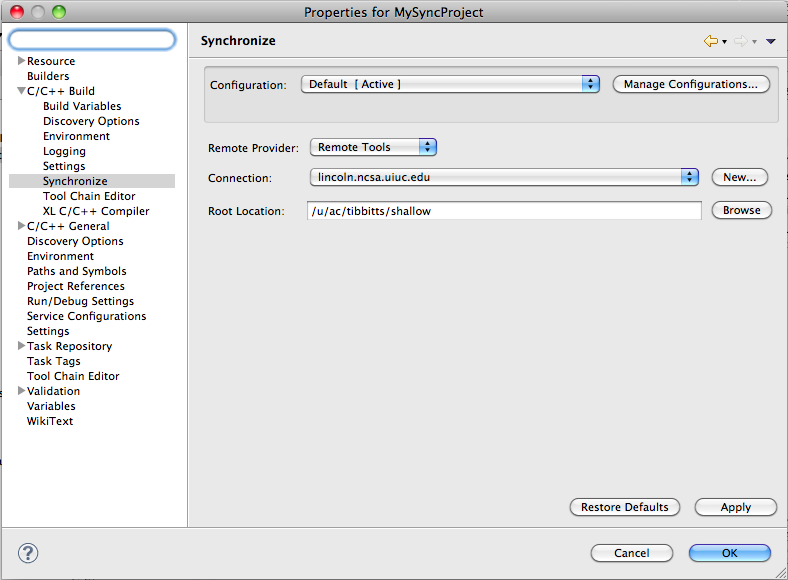 Properties for MySyncProject
Resource
Builders
C/C++ Build
Build Variables
Discovery Options
Environment
Logging
Settings
Synchronize
Tool Chain Editor
XL C/C++ Compiler
C/C++ General
Discovery Options
Environment
Paths and Symbols
Project References
Run/Debug Settings
Service Configurations
Settings
Task Repository
Task Tags
Tool Chain Editor
Validation
Variables
WikiText
Synchronize
Configuration: Default [ Active ] Manage Configurations...
Remote Provider: Remote Tools
Connection: lincoln.ncsa.uiuc.edu New...
Root Location: /u/ac/tibbitts/shallow Browse
Restore Defaults Apply
? Cancel OK